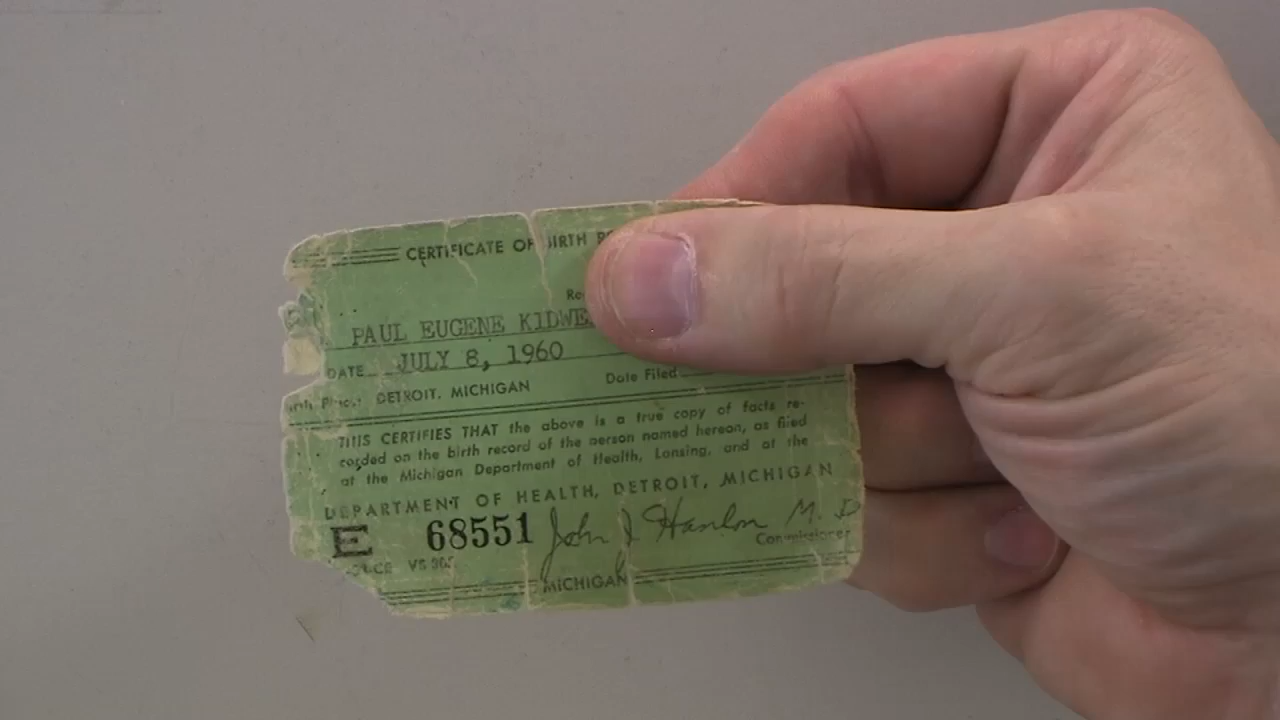 CERTIFICATE OF BIRTH
PAUL EUGENE KIDWE
DATE JULY 8, 1960
Birth Place: DETROIT, MICHIGAN Date Filed
THIS CERTIFIES THAT the above is a true copy of facts re-
corded on the birth record of the person named hereon, as filed
at the Michigan Department of Health, Lansing, and at the
DEPARTMENT OF HEALTH, DETROIT, MICHIGAN
E 68551 John J Hanlon M. D
Commissioner
VS
MICHIGAN